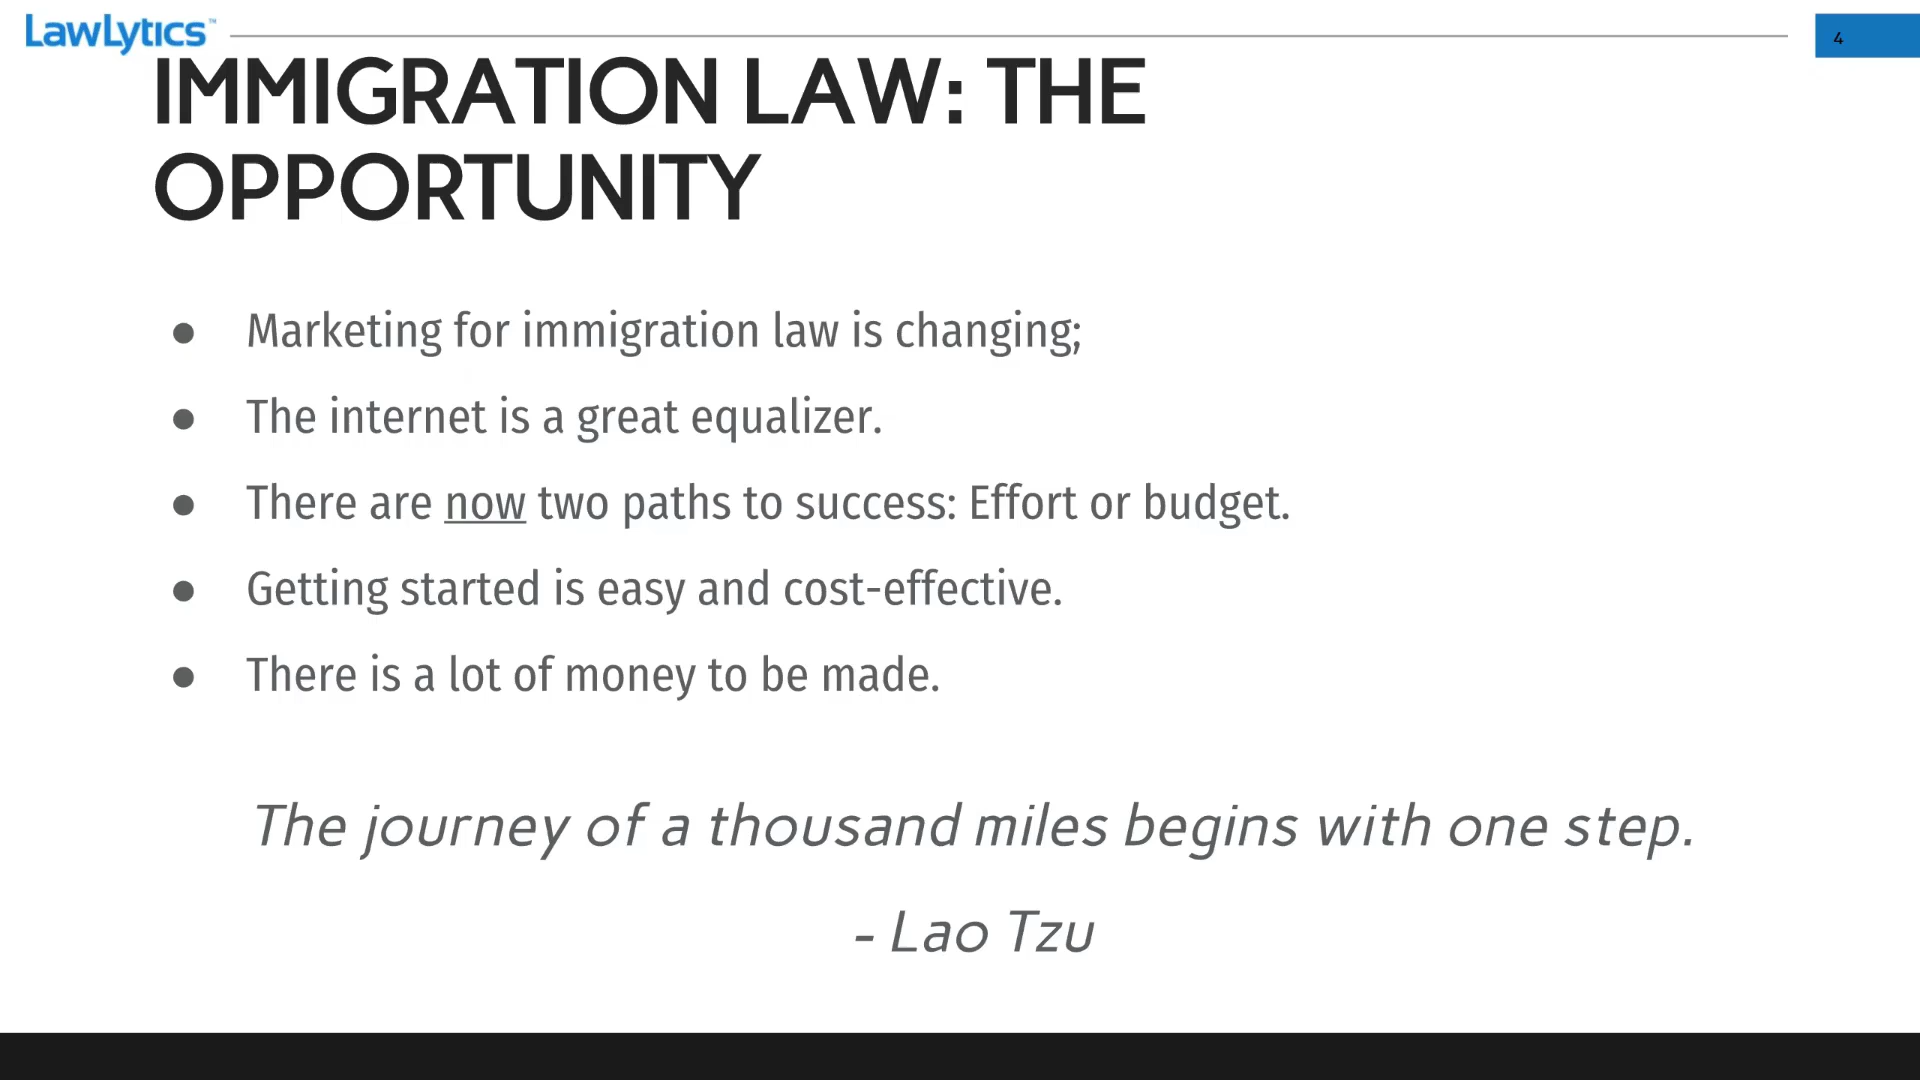 LawLytics™
4
IMMIGRATION LAW: THE
OPPORTUNITY
● Marketing for immigration law is changing;
● The internet is a great equalizer.
● There are now two paths to success: Effort or budget.
● Getting started is easy and cost-effective.
● There is a lot of money to be made.
The journey of a thousand miles begins with one step.
- Lao Tzu